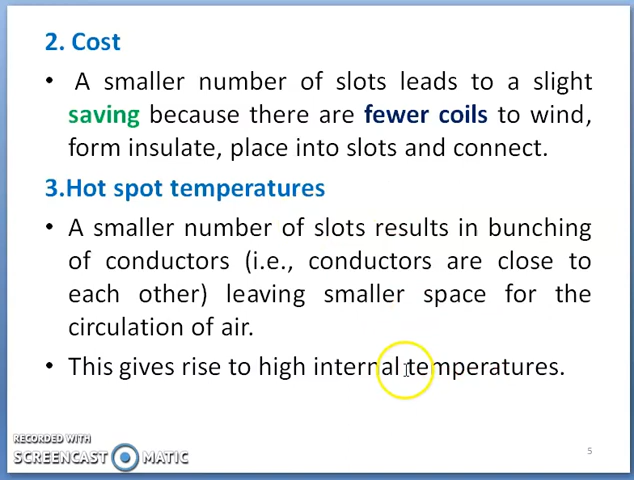 2. Cost
• A smaller number of slots leads to a slight
saving because there are fewer coils to wind,
form insulate, place into slots and connect.
3.Hot spot temperatures
• A smaller number of slots results in bunching
of conductors (i.e., conductors are close to
each other) leaving smaller space for the
circulation of air.
• This gives rise to high internal temperatures.
RECORDED WITH
SCREENCAST MATIC
5